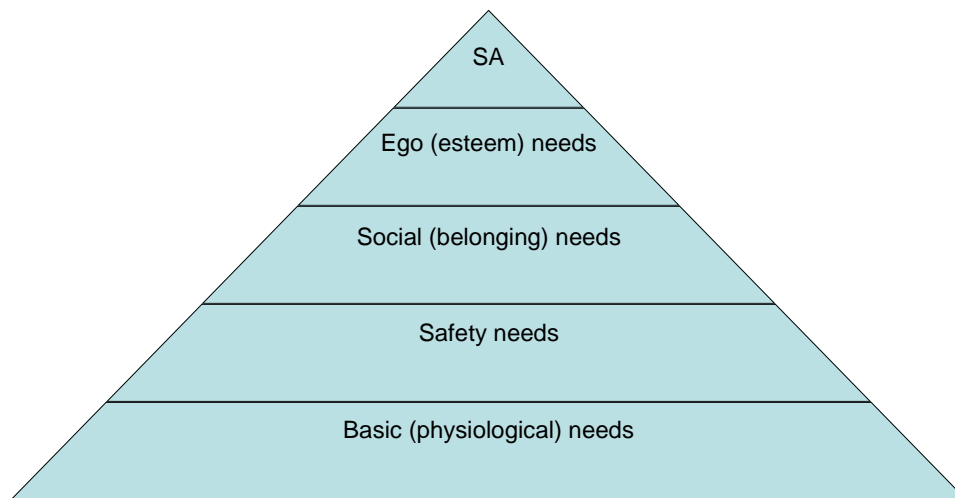 SA
Ego (esteem) needs
Social (belonging) needs
Safety needs
Basic (physiological) needs